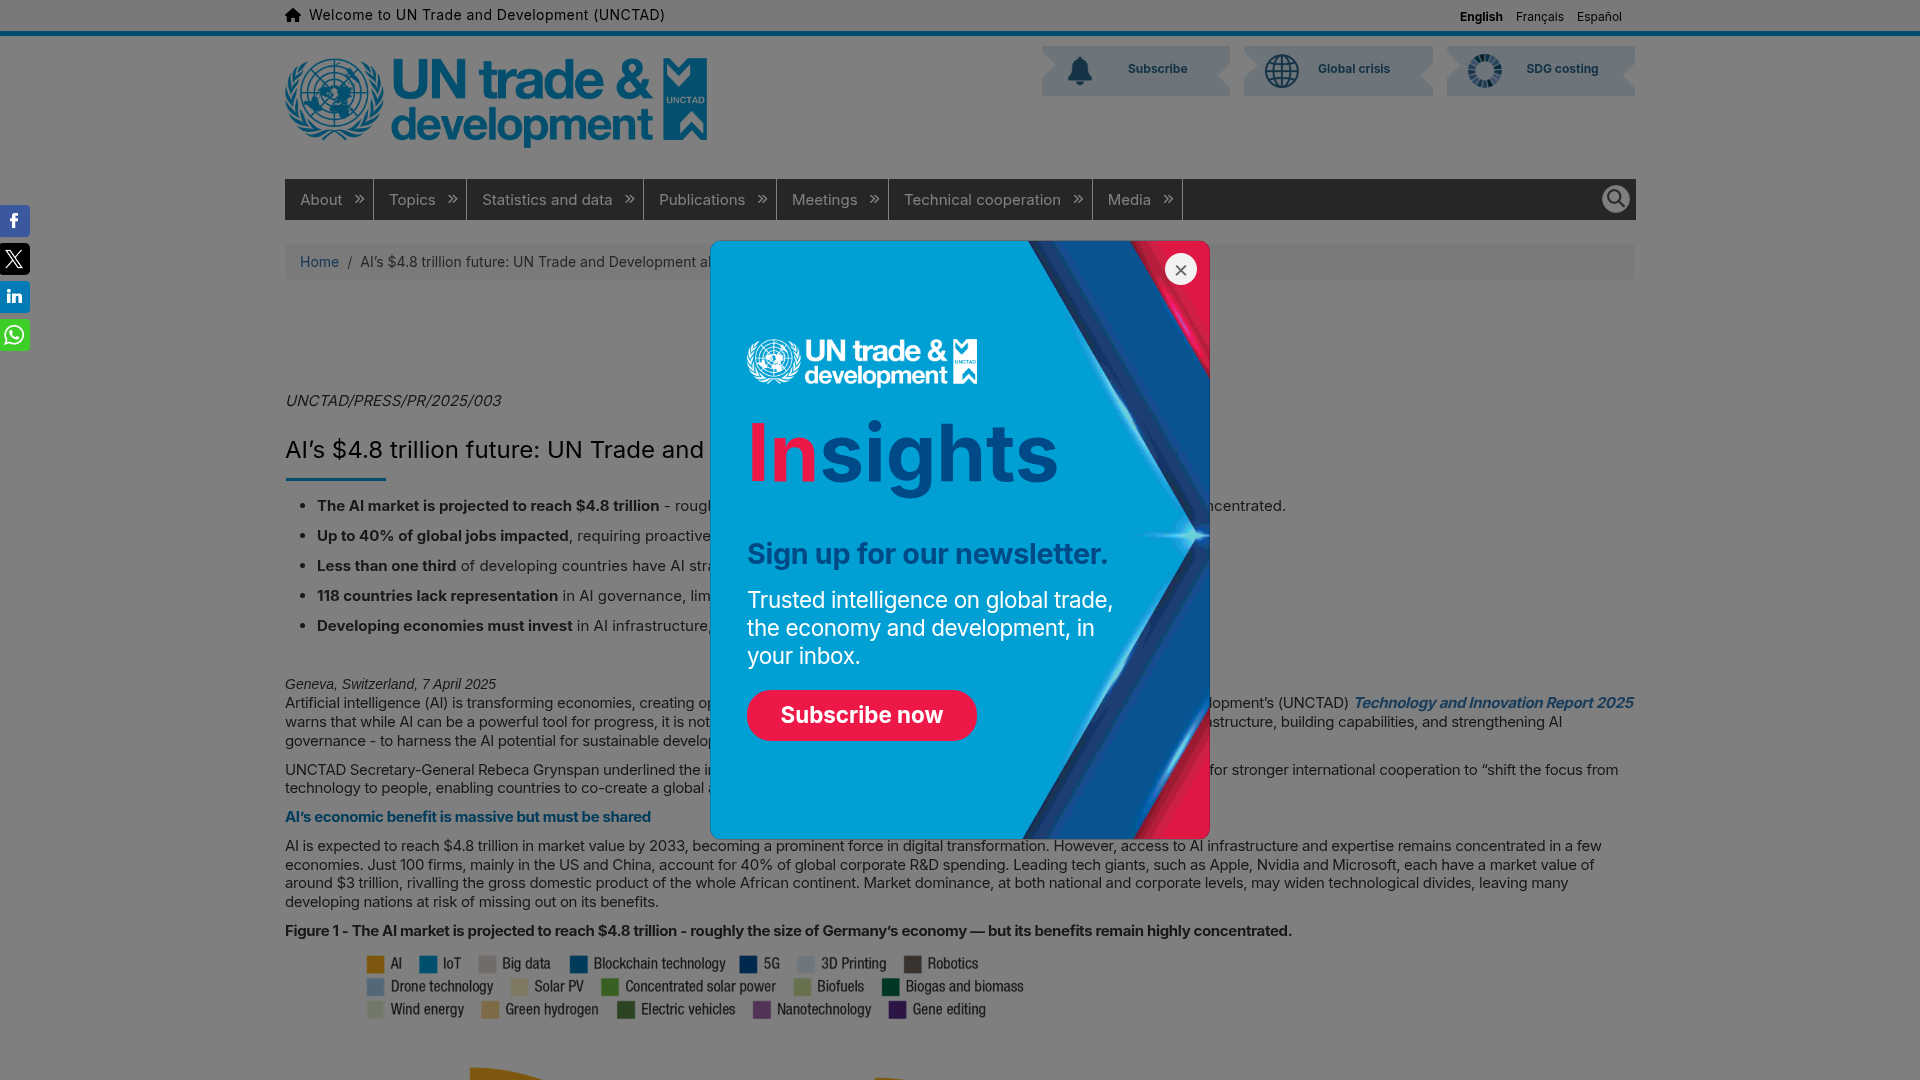 Welcome to UN Trade and Development (UNCTAD)
English Français Español
UN trade &
development
UNCTAD
Subscribe
Global crisis
SDG costing
About » Topics » Statistics and data » Publications » Meetings » Technical cooperation » Media »
Home / AI’s $4.8 trillion future: UN Trade and Development al
UNCTAD/PRESS/PR/2025/003
AI’s $4.8 trillion future: UN Trade and
• The AI market is projected to reach $4.8 trillion - roug ncentrated.
• Up to 40% of global jobs impacted, requiring proactive
• Less than one third of developing countries have AI stra
• 118 countries lack representation in AI governance, lim
• Developing economies must invest in AI infrastructure,
UN trade &
development
UNCTAD
Insights
Sign up for our newsletter.
Trusted intelligence on global trade,
the economy and development, in
your inbox.
Subscribe now
Geneva, Switzerland, 7 April 2025
Artificial intelligence (AI) is transforming economies, creating op lopment’s (UNCTAD) Technology and Innovation Report 2025
warns that while AI can be a powerful tool for progress, it is not structure, building capabilities, and strengthening AI
governance - to harness the AI potential for sustainable develop
UNCTAD Secretary-General Rebeca Grynspan underlined the i for stronger international cooperation to “shift the focus from
technology to people, enabling countries to co-create a global a
AI’s economic benefit is massive but must be shared
AI is expected to reach $4.8 trillion in market value by 2033, becoming a prominent force in digital transformation. However, access to AI infrastructure and expertise remains concentrated in a few
economies. Just 100 firms, mainly in the US and China, account for 40% of global corporate R&D spending. Leading tech giants, such as Apple, Nvidia and Microsoft, each have a market value of
around $3 trillion, rivalling the gross domestic product of the whole African continent. Market dominance, at both national and corporate levels, may widen technological divides, leaving many
developing nations at risk of missing out on its benefits.
Figure 1 - The AI market is projected to reach $4.8 trillion - roughly the size of Germany’s economy — but its benefits remain highly concentrated.
AI IoT Big data Blockchain technology 5G 3D Printing Robotics
Drone technology Solar PV Concentrated solar power Biofuels Biogas and biomass
Wind energy Green hydrogen Electric vehicles Nanotechnology Gene editing